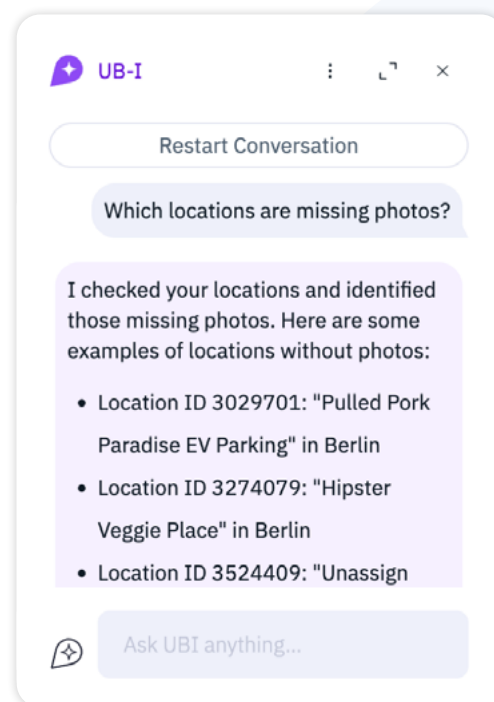 UB-I
Restart Conversation
Which locations are missing photos?
I checked your locations and identified
those missing photos. Here are some
examples of locations without photos:
• Location ID 3029701: "Pulled Pork
Paradise EV Parking" in Berlin
• Location ID 3274079: "Hipster
Veggie Place" in Berlin
• Location ID 3524409: "Unassign
Ask UBI anything...